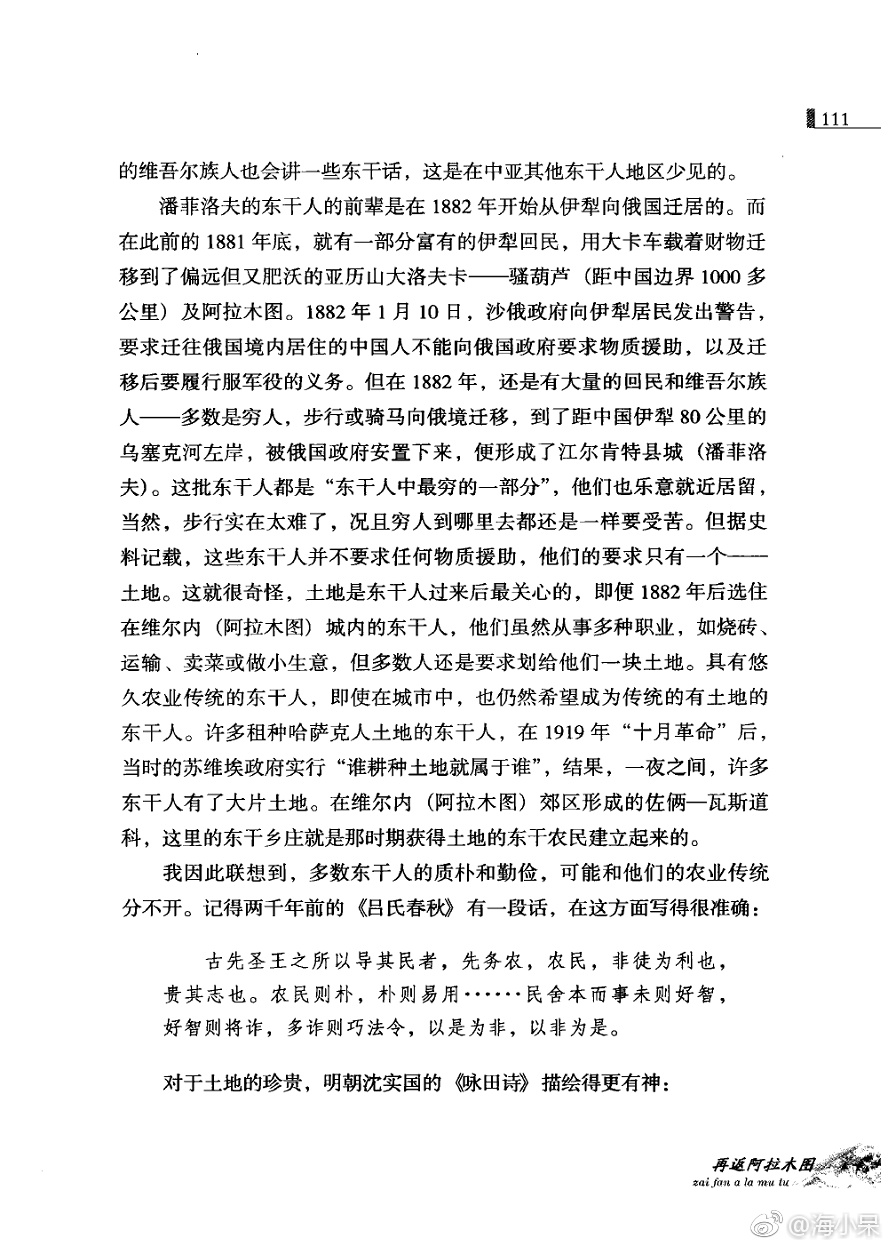 111
的维吾尔族人也会讲一些东干话，这是在中亚其他东干人地区少见的。
潘菲洛夫的东干人的前辈是在 1882 年开始从伊犁向俄国迁居的。而
在此前的 1881 年底，就有一部分富有的伊犁回民，用大卡车载着财物迁
移到了偏远但又肥沃的亚历山大洛夫卡——骚葫芦（距中国边界 1000 多
公里）及阿拉木图。1882 年 1 月 10 日，沙俄政府向伊犁居民发出警告，
要求迁往俄国境内居住的中国人不能向俄国政府要求物质援助，以及迁
移后要履行服军役的义务。但在 1882 年，还是有大量的回民和维吾尔族
人——多数是穷人，步行或骑马向俄境迁移，到了距中国伊犁 80 公里的
乌塞克河左岸，被俄国政府安置下来，便形成了江尔肯特县城（潘菲洛
夫）。这批东干人都是“东干人中最穷的一部分”，他们也乐意就近居留，
当然，步行实在太难了，况且穷人到哪里去都还是一样要受苦。但据史
料记载，这些东干人并不要求任何物质援助，他们的要求只有一个——
土地。这就很奇怪，土地是东干人过来后最关心的，即便 1882 年后选住
在维尔内（阿拉木图）城内的东干人，他们虽然从事多种职业，如烧砖、
运输、卖菜或做小生意，但多数人还是要求划给他们一块土地。具有悠
久农业传统的东干人，即使在城市中，也仍然希望成为传统的有土地的
东干人。许多租种哈萨克人土地的东干人，在 1919 年“十月革命”后，
当时的苏维埃政府实行“谁耕种土地就属于谁”，结果，一夜之间，许多
东干人有了大片土地。在维尔内（阿拉木图）郊区形成的佐俩—瓦斯道
科，这里的东干乡庄就是那时期获得土地的东干农民建立起来的。
我因此联想到，多数东干人的质朴和勤俭，可能和他们的农业传统
分不开。记得两千年前的《吕氏春秋》有一段话，在这方面写得很准确：
古先圣王之所以导其民者，先务农，农民，非徒为利也，
贵其志也。农民则朴，朴则易用……民舍本而事末则好智，
好智则将诈，多诈则巧法令，以是为非，以非为是。
对于土地的珍贵，明朝沈实国的《咏田诗》描绘得更有神：
再返阿拉木图
zai fan a la mu tu
@海小呆